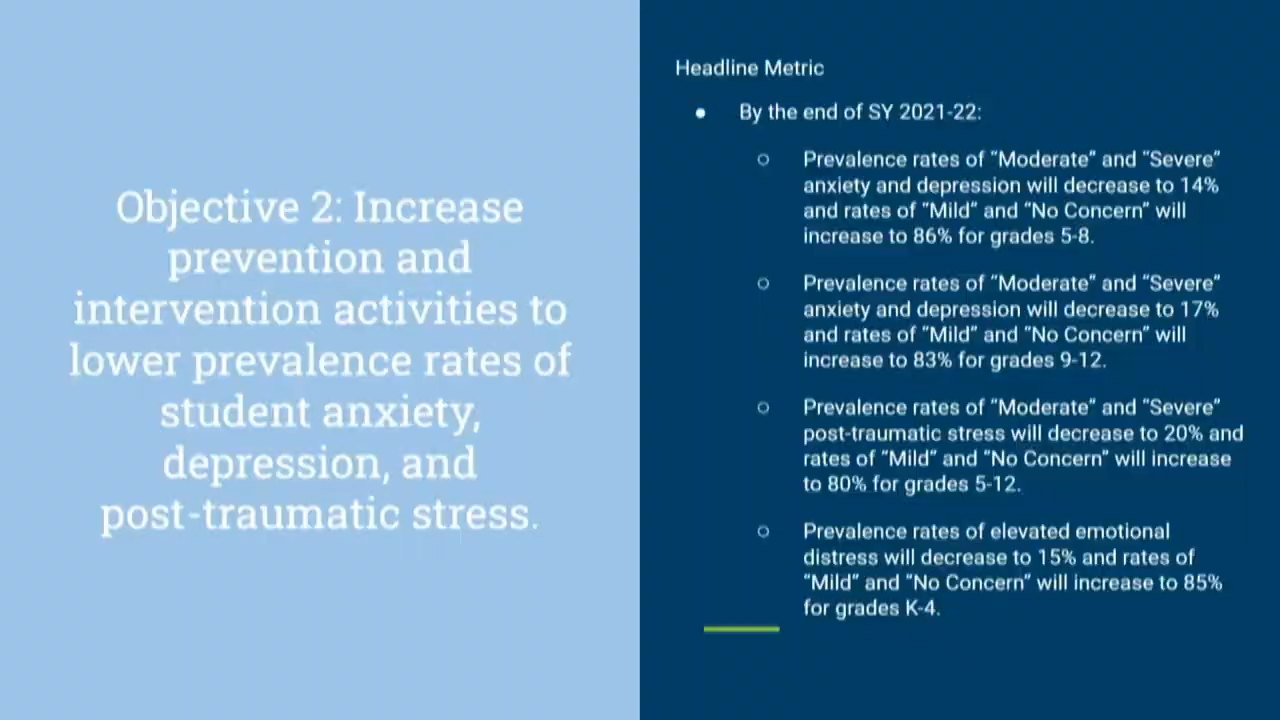 Objective 2: Increase
prevention and
intervention activities to
lower prevalence rates of
student anxiety,
depression, and
post-traumatic stress.
Headline Metric
● By the end of SY 2021-22:
○ Prevalence rates of “Moderate” and “Severe”
anxiety and depression will decrease to 14%
and rates of “Mild” and “No Concern” will
increase to 86% for grades 5-8.
○ Prevalence rates of “Moderate” and “Severe”
anxiety and depression will decrease to 17%
and rates of “Mild” and “No Concern” will
increase to 83% for grades 9-12.
○ Prevalence rates of “Moderate” and “Severe”
post-traumatic stress will decrease to 20% and
rates of “Mild” and “No Concern” will increase
to 80% for grades 5-12.
○ Prevalence rates of elevated emotional
distress will decrease to 15% and rates of
“Mild” and “No Concern” will increase to 85%
for grades K-4.